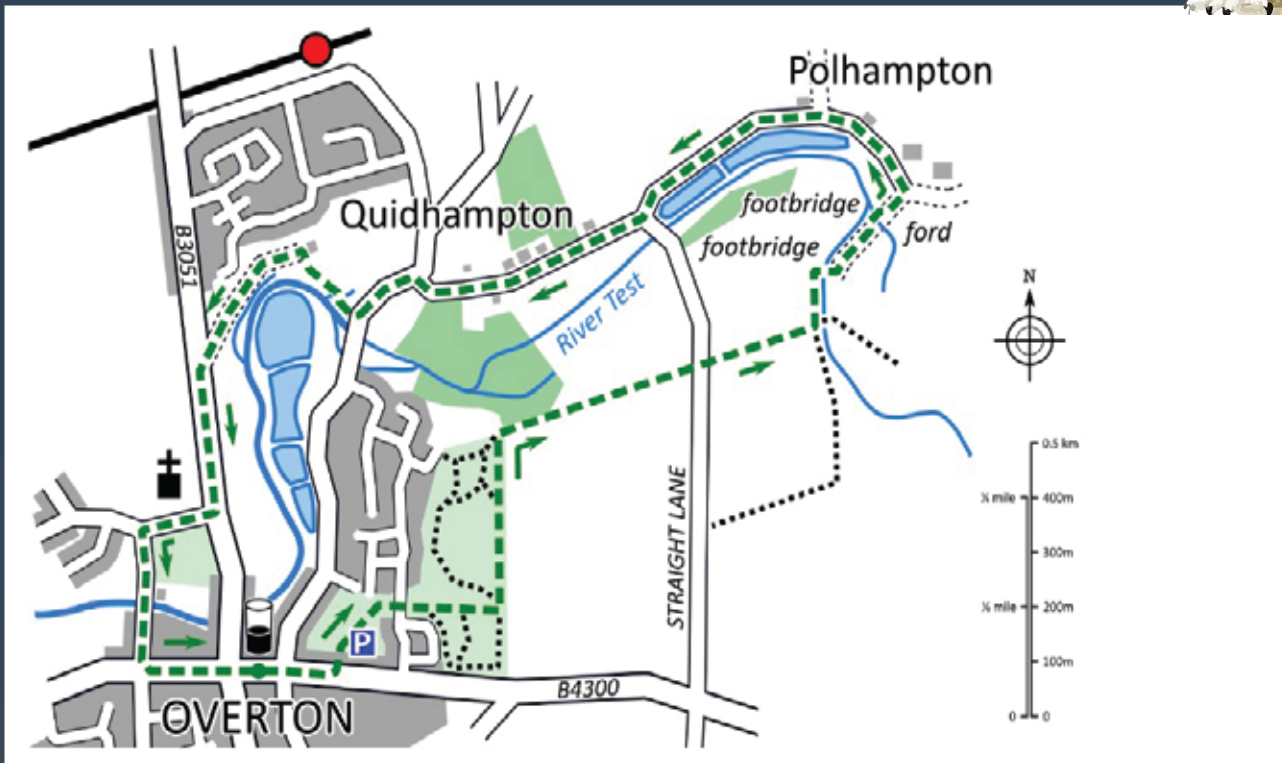 Polhampton
Quidhampton
footbridge
footbridge
ford
B3051
River Test
N
STRAIGHT LANE
0.5 km
¼ mile
400m
300m
⅛ mile
200m
100m
0
0
P
B4300
OVERTON